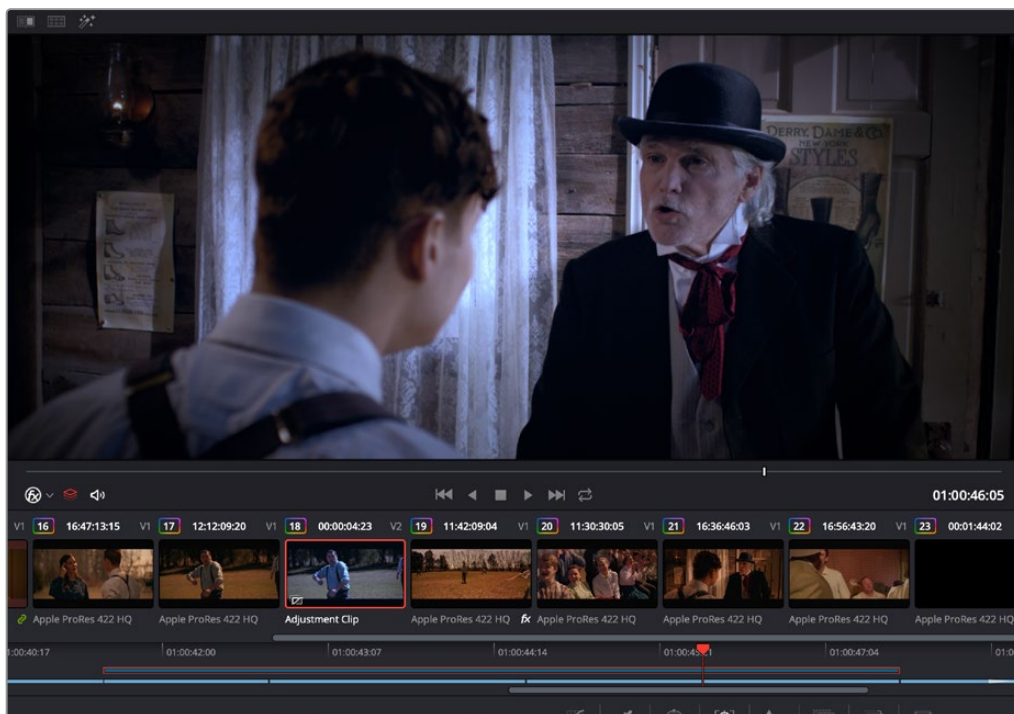 DERRY, DAME & CO.
NEW YORK
STYLES
01:00:46:05
V1 16 16:47:13:15 V1 17 12:12:09:20 V1 18 00:00:04:23 V2 19 11:42:09:04 V1 20 11:30:30:05 V1 21 16:36:46:03 V1 22 16:56:43:20 V1 23 00:01:44:02
Apple ProRes 422 HQ Apple ProRes 422 HQ Adjustment Clip Apple ProRes 422 HQ fx Apple ProRes 422 HQ Apple ProRes 422 HQ Apple ProRes 422 HQ Apple ProRes 422 HQ
1:00:40:17 01:00:42:00 01:00:43:07 01:00:44:14 01:00:47:04